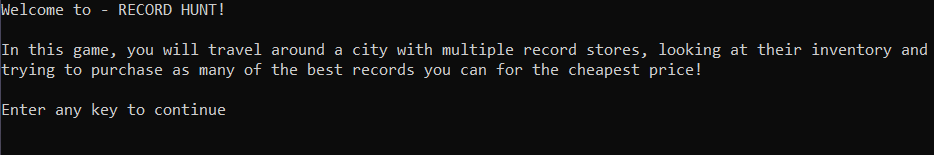 Welcome to - RECORD HUNT!
In this game, you will travel around a city with multiple record stores, looking at their inventory and
trying to purchase as many of the best records you can for the cheapest price!
Enter any key to continue